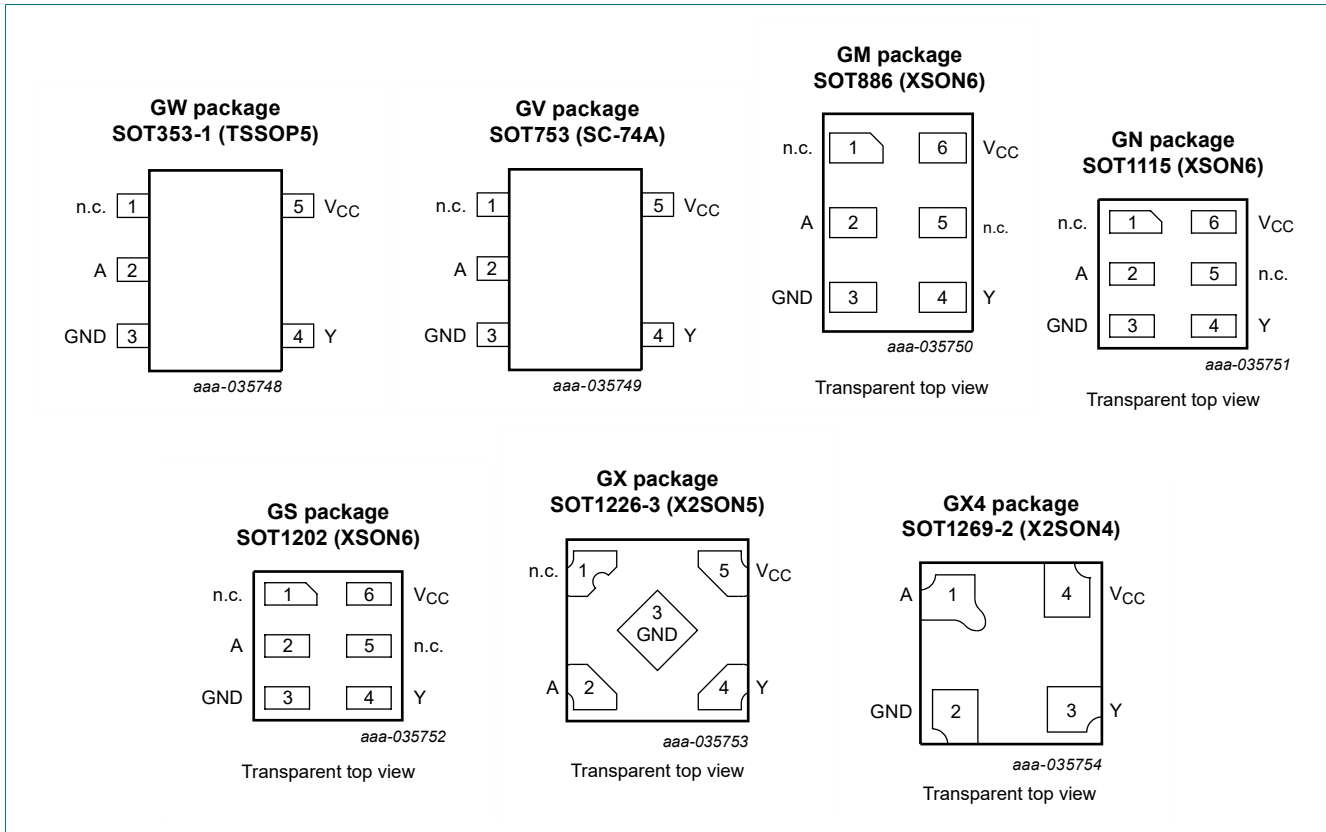 GW package
SOT353-1 (TSSOP5)
n.c. 1
5 VCC
A 2
GND 3
4 Y
aaa-035748
GV package
SOT753 (SC-74A)
n.c. 1
5 VCC
A 2
GND 3
4 Y
aaa-035749
GM package
SOT886 (XSON6)
n.c. 1
6 VCC
A 2
5 n.c.
GND 3
4 Y
aaa-035750
Transparent top view
GN package
SOT1115 (XSON6)
n.c. 1
6 VCC
A 2
5 n.c.
GND 3
4 Y
aaa-035751
Transparent top view
GS package
SOT1202 (XSON6)
n.c. 1
6 VCC
A 2
5 n.c.
GND 3
4 Y
aaa-035752
Transparent top view
GX package
SOT1226-3 (X2SON5)
n.c. 1
5 VCC
3
GND
A 2
4 Y
aaa-035753
Transparent top view
GX4 package
SOT1269-2 (X2SON4)
A 1
4 VCC
GND 2
3 Y
aaa-035754
Transparent top view